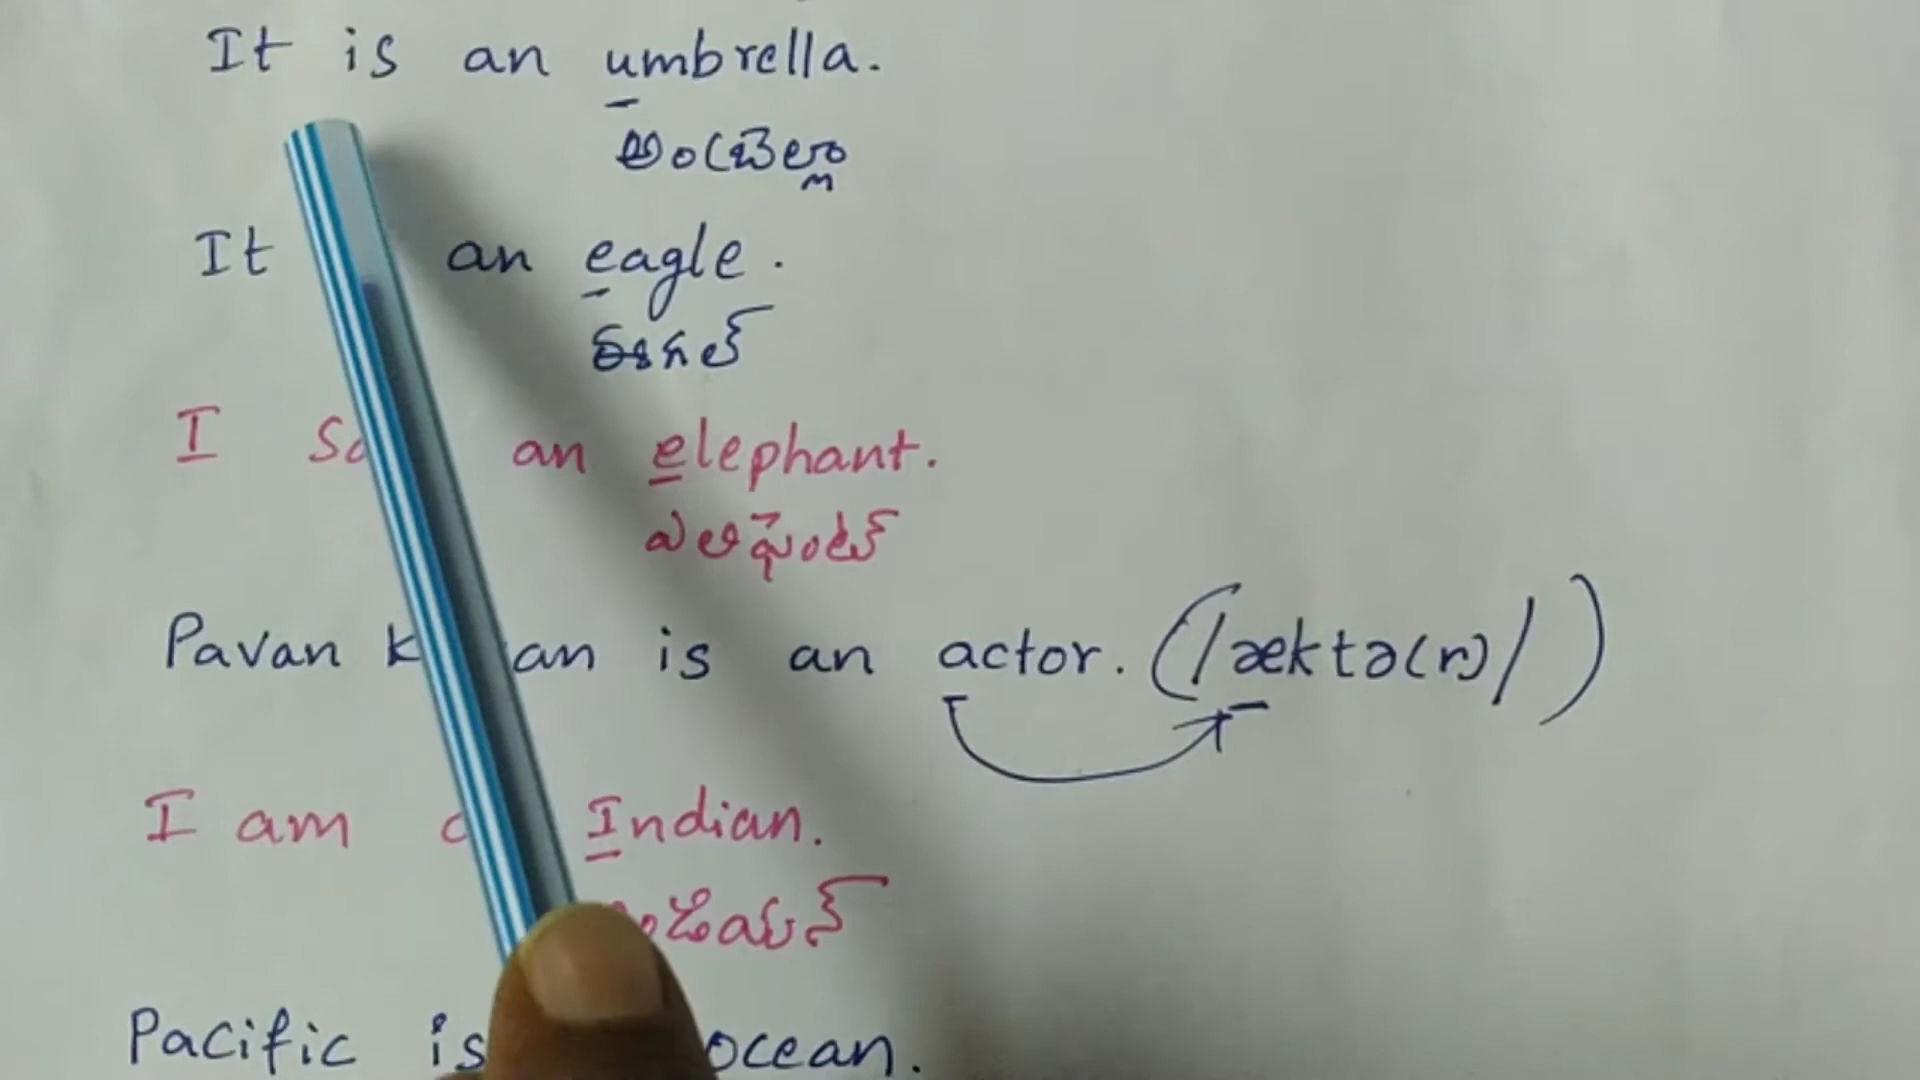 It is an umbrella.
అంబ్రెలా
It an eagle.
ఈగల్
I an elephant.
ఎలిఫెంట్
Pavan is an actor. (/æktə(r)/)
I am Indian.
Pacific is ocean.